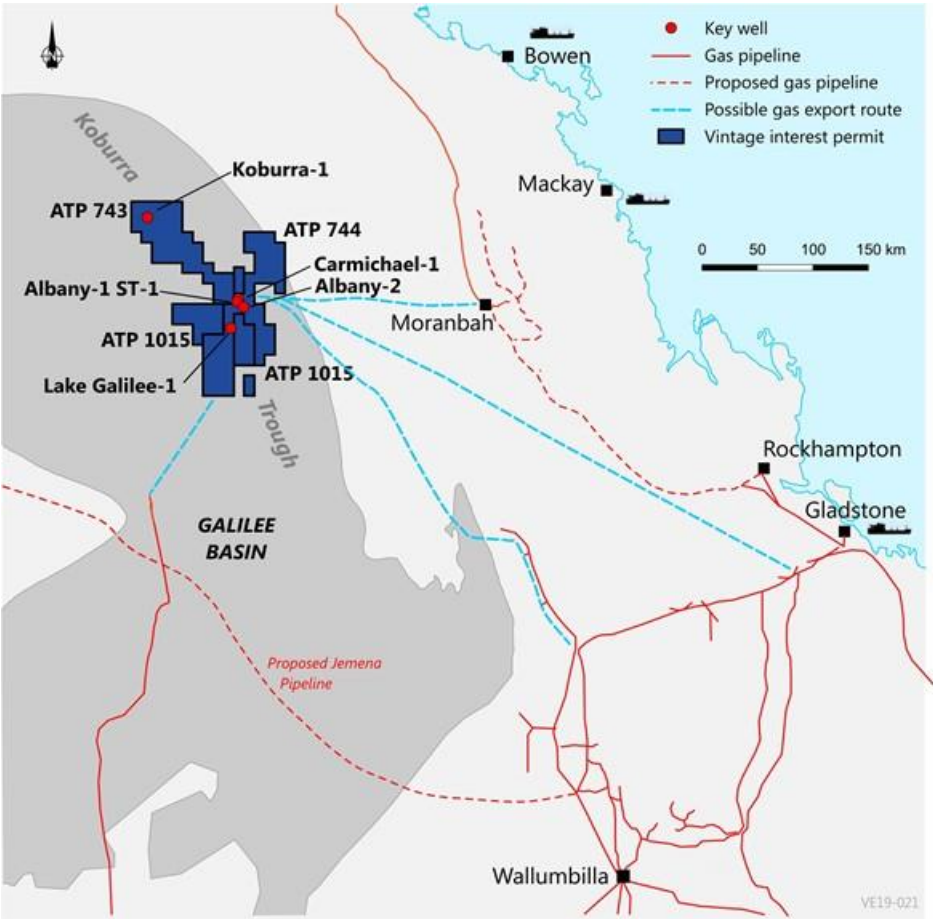 Bowen
Key well
Gas pipeline
Proposed gas pipeline
Possible gas export route
Vintage interest permit
Koburra
Koburra-1
Mackay
ATP 743
ATP 744
0 50 100 150 km
Carmichael-1
Albany-1 ST-1
Albany-2
Moranbah
ATP 1015
ATP 1015
Lake Galilee-1
Trough
Rockhampton
Gladstone
GALILEE
BASIN
Proposed Jemena
Pipeline
Wallumbilla
VE19-021